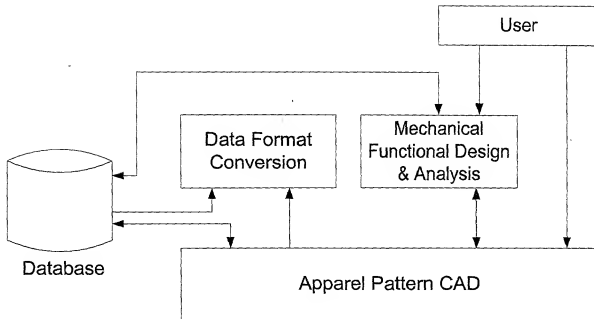 User
Data Format
Conversion
Mechanical
Functional Design
& Analysis
Database
Apparel Pattern CAD